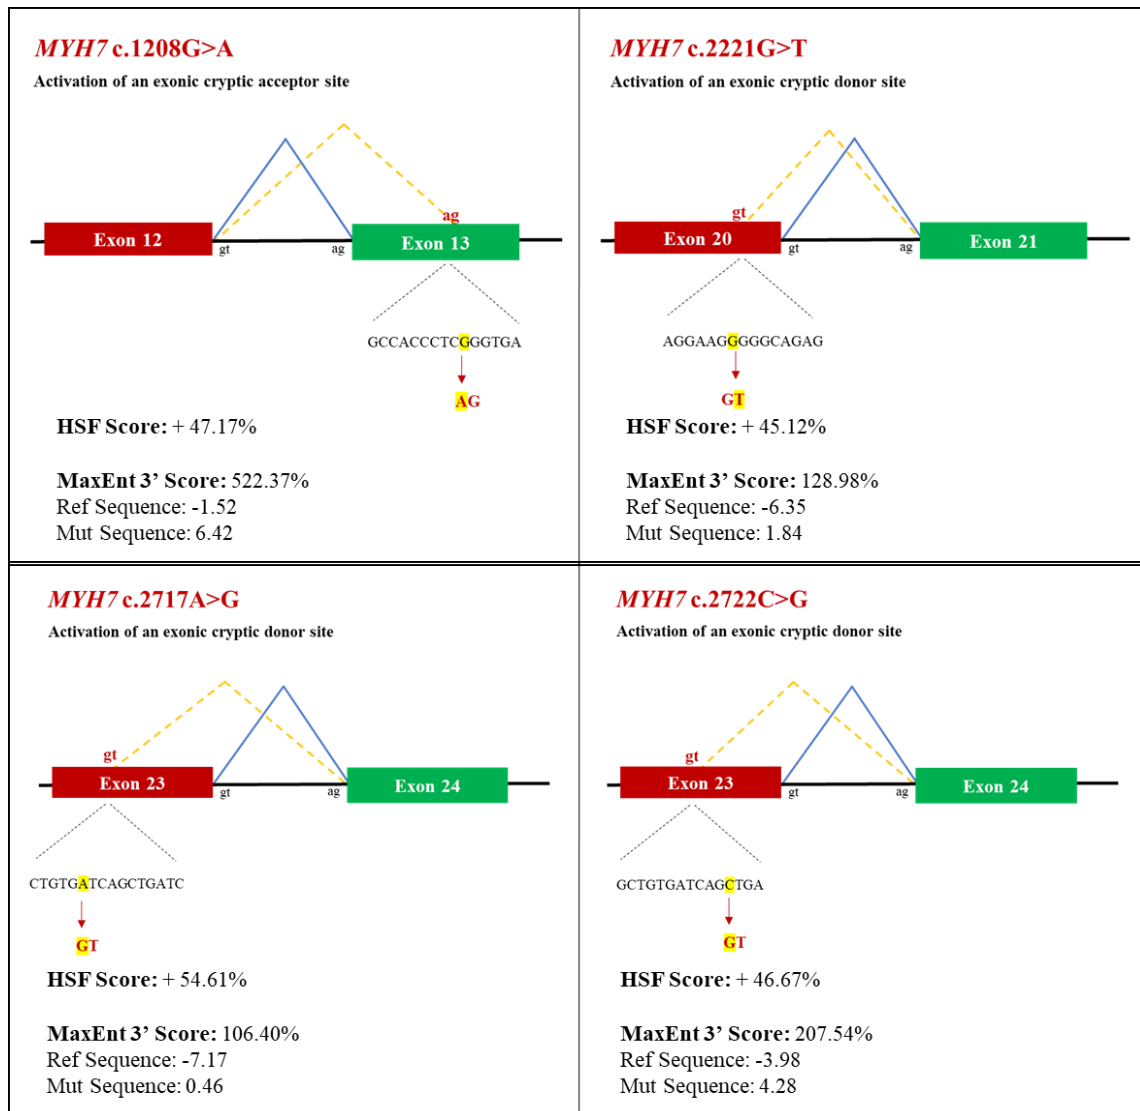 MYH7 c.1208G>A
Activation of an exonic cryptic acceptor site
ag
Exon 12
Exon 13
gt
ag
GCCACCCTCGGGTGA
AG
HSF Score: + 47.17%
MaxEnt 3’ Score: 522.37%
Ref Sequence: -1.52
Mut Sequence: 6.42
MYH7 c.2221G>T
Activation of an exonic cryptic donor site
gt
Exon 20
Exon 21
gt
ag
AGGAAGGGGGCAGAG
GT
HSF Score: + 45.12%
MaxEnt 3’ Score: 128.98%
Ref Sequence: -6.35
Mut Sequence: 1.84
MYH7 c.2717A>G
Activation of an exonic cryptic donor site
gt
Exon 23
Exon 24
gt
ag
CTGTGATCAGCTGATC
GT
HSF Score: + 54.61%
MaxEnt 3’ Score: 106.40%
Ref Sequence: -7.17
Mut Sequence: 0.46
MYH7 c.2722C>G
Activation of an exonic cryptic donor site
gt
Exon 23
Exon 24
gt
ag
GCTGTGATCAGCTGA
GT
HSF Score: + 46.67%
MaxEnt 3’ Score: 207.54%
Ref Sequence: -3.98
Mut Sequence: 4.28